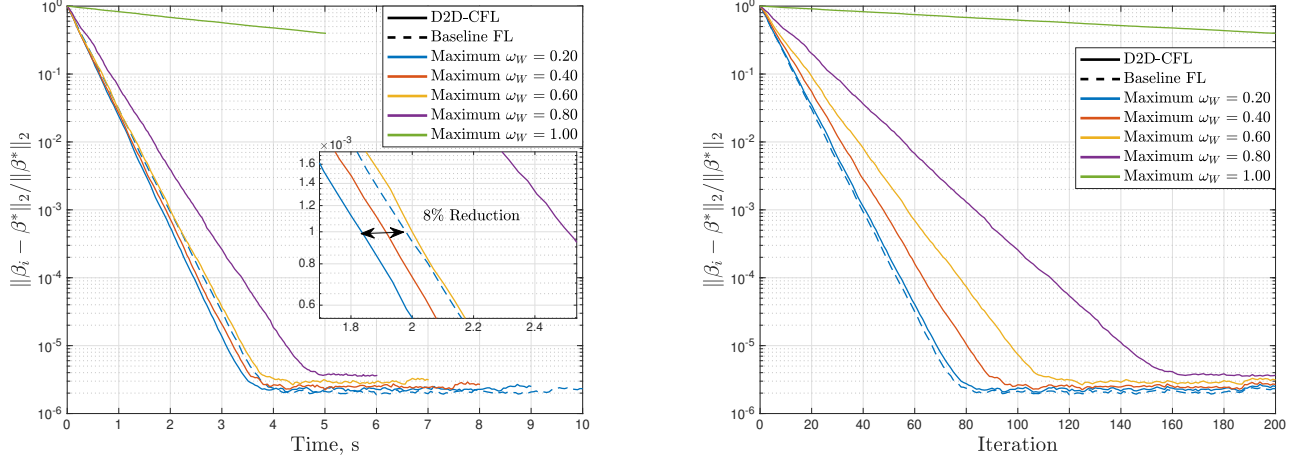 10^0
10^-1
10^-2
10^-3
10^-4
10^-5
10^-6
||β_i − β*||_2/||β*||_2
D2D-CFL
Baseline FL
Maximum ω_W = 0.20
Maximum ω_W = 0.40
Maximum ω_W = 0.60
Maximum ω_W = 0.80
Maximum ω_W = 1.00
×10^-3
1.6
1.4
1.2
1
0.8
0.6
8% Reduction
1.8 2 2.2 2.4
0 1 2 3 4 5 6 7 8 9 10
Time, s
10^0
10^-1
10^-2
10^-3
10^-4
10^-5
10^-6
||β_i − β*||_2/||β*||_2
D2D-CFL
Baseline FL
Maximum ω_W = 0.20
Maximum ω_W = 0.40
Maximum ω_W = 0.60
Maximum ω_W = 0.80
Maximum ω_W = 1.00
0 20 40 60 80 100 120 140 160 180 200
Iteration